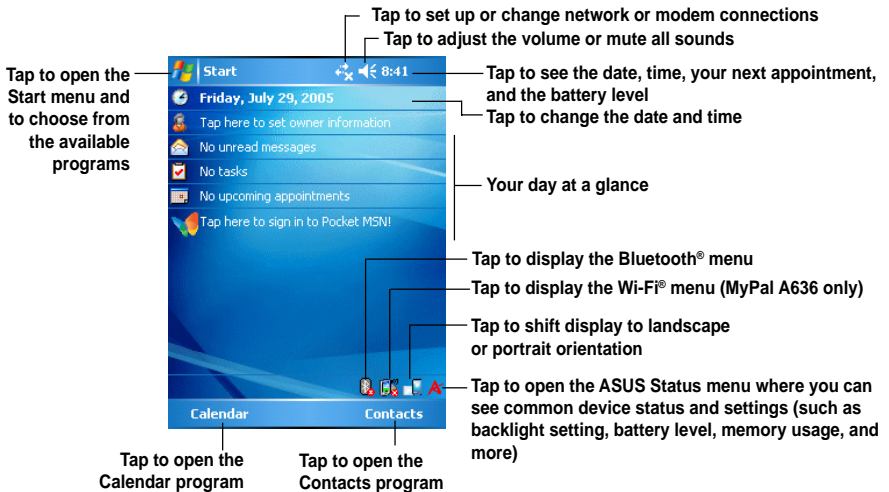 Tap to set up or change network or modem connections
Tap to adjust the volume or mute all sounds
Tap to open the
Start menu and
to choose from
the available
programs
Start
8:41
Tap to see the date, time, your next appointment,
and the battery level
Friday, July 29, 2005
Tap to change the date and time
Tap here to set owner information
No unread messages
No tasks
No upcoming appointments
Tap here to sign in to Pocket MSN!
Your day at a glance
Tap to display the Bluetooth® menu
Tap to display the Wi-Fi® menu (MyPal A636 only)
Tap to shift display to landscape
or portrait orientation
Tap to open the ASUS Status menu where you can
see common device status and settings (such as
backlight setting, battery level, memory usage, and
more)
Calendar
Contacts
Tap to open the
Calendar program
Tap to open the
Contacts program